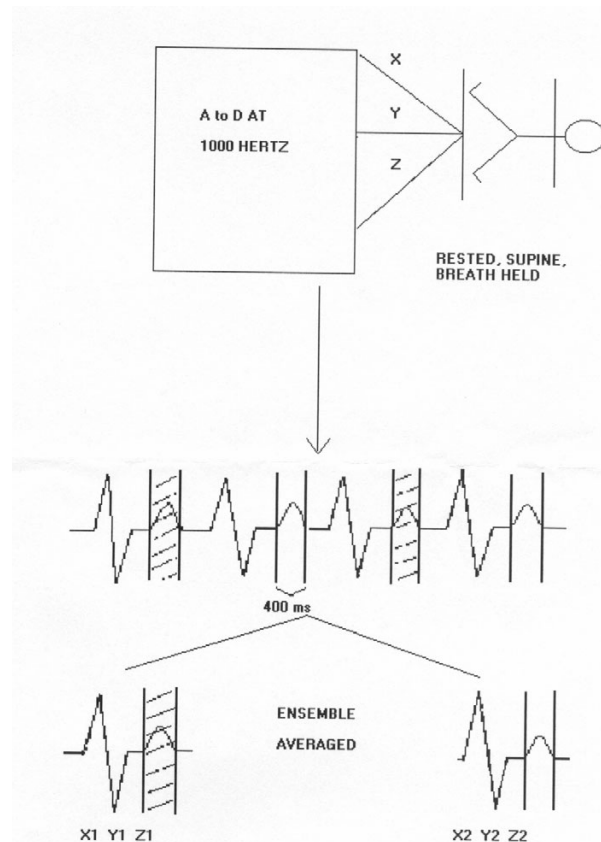 X
A to D AT
Y
1000 HERTZ
Z
RESTED, SUPINE,
BREATH HELD
400 ms
ENSEMBLE
AVERAGED
X1 Y1 Z1
X2 Y2 Z2